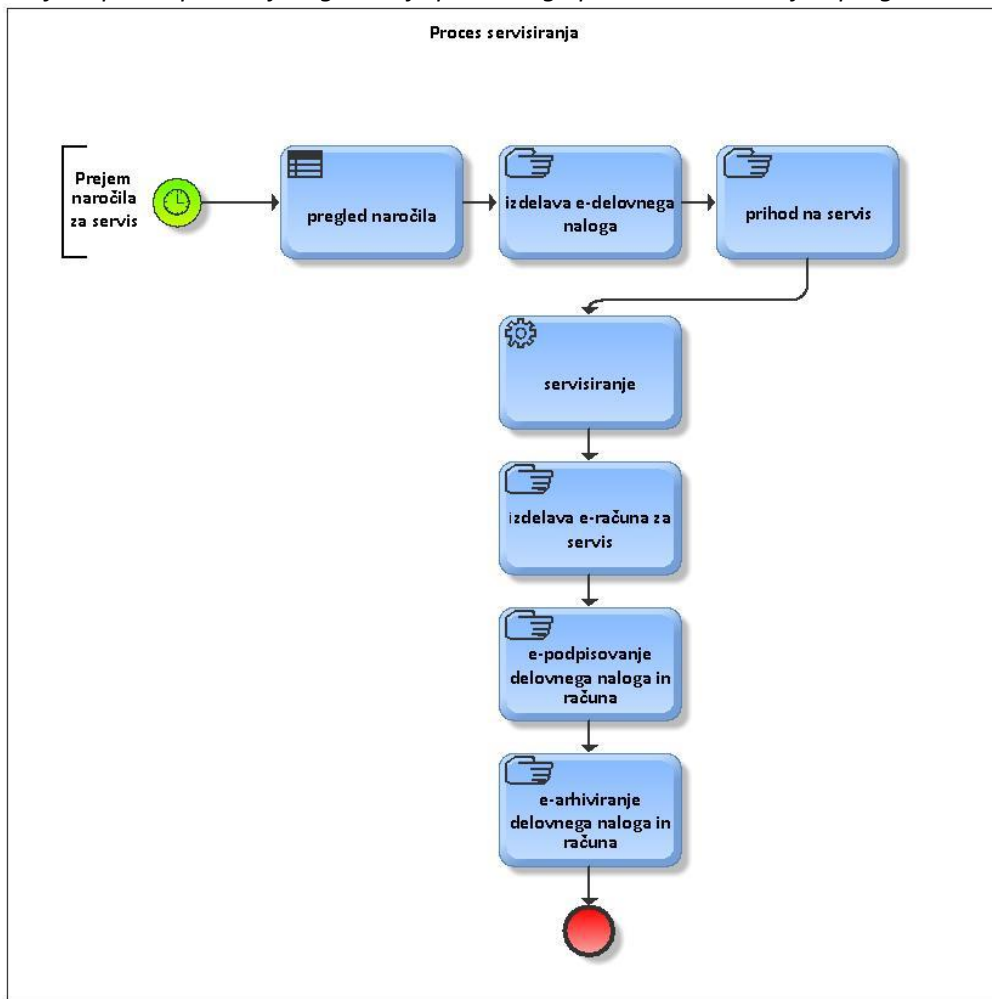 Proces servisiranja
Prejem
naročila
za servis
pregled naročila
izdelava e-delovnega
naloga
prihod na servis
servisiranje
izdelava e-računa za
servis
e-podpisovanje
delovnega naloga in
računa
e-arhiviranje
delovnega naloga in
računa